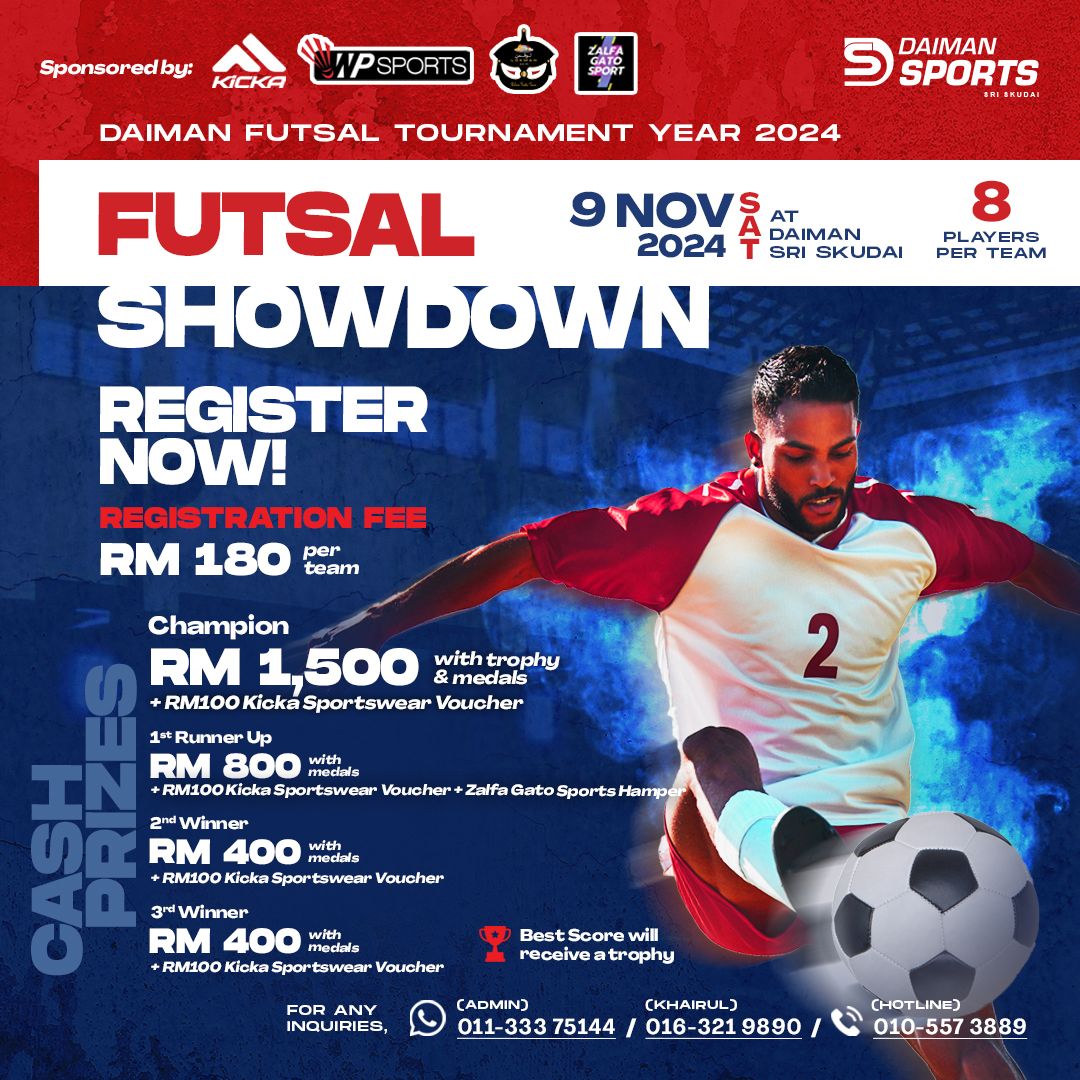 Sponsored by:
KICKA
WP SPORTS
ZALFA
GATO
SPORT
DAIMAN
SPORTS
SRI SKUDAI
DAIMAN FUTSAL TOURNAMENT YEAR 2024
FUTSAL
SHOWDOWN
9 NOV
2024
SAT
AT
DAIMAN
SRI SKUDAI
8
PLAYERS
PER TEAM
REGISTER
NOW!
REGISTRATION FEE
RM 180 per team
CASH
PRIZES
Champion
RM 1,500 with trophy & medals
+ RM100 Kicka Sportswear Voucher
1st Runner Up
RM 800 with medals
+ RM100 Kicka Sportswear Voucher + Zalfa Gato Sports Hamper
2nd Winner
RM 400 with medals
+ RM100 Kicka Sportswear Voucher
3rd Winner
RM 400 with medals
+ RM100 Kicka Sportswear Voucher
2
Best Score will
receive a trophy
FOR ANY
INQUIRIES,
(ADMIN)
011-333 75144 /
(KHAIRUL)
016-321 9890 /
(HOTLINE)
010-557 3889